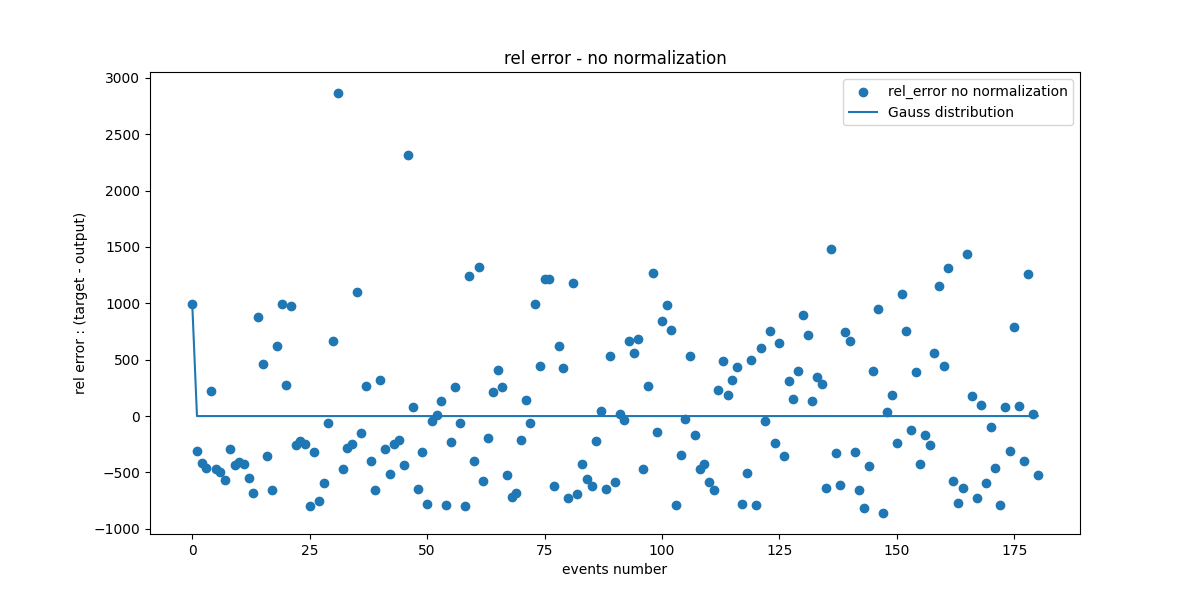 rel error - no normalization
rel_error no normalization
Gauss distribution
rel error : (target - output)
3000
2500
2000
1500
1000
500
0
−500
−1000
0 25 50 75 100 125 150 175
events number